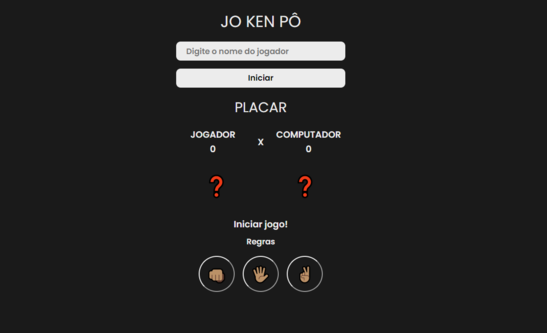 JO KEN PÔ
Digite o nome do jogador
Iniciar
PLACAR
JOGADOR X COMPUTADOR
0 0
❓ ❓
Iniciar jogo!
Regras